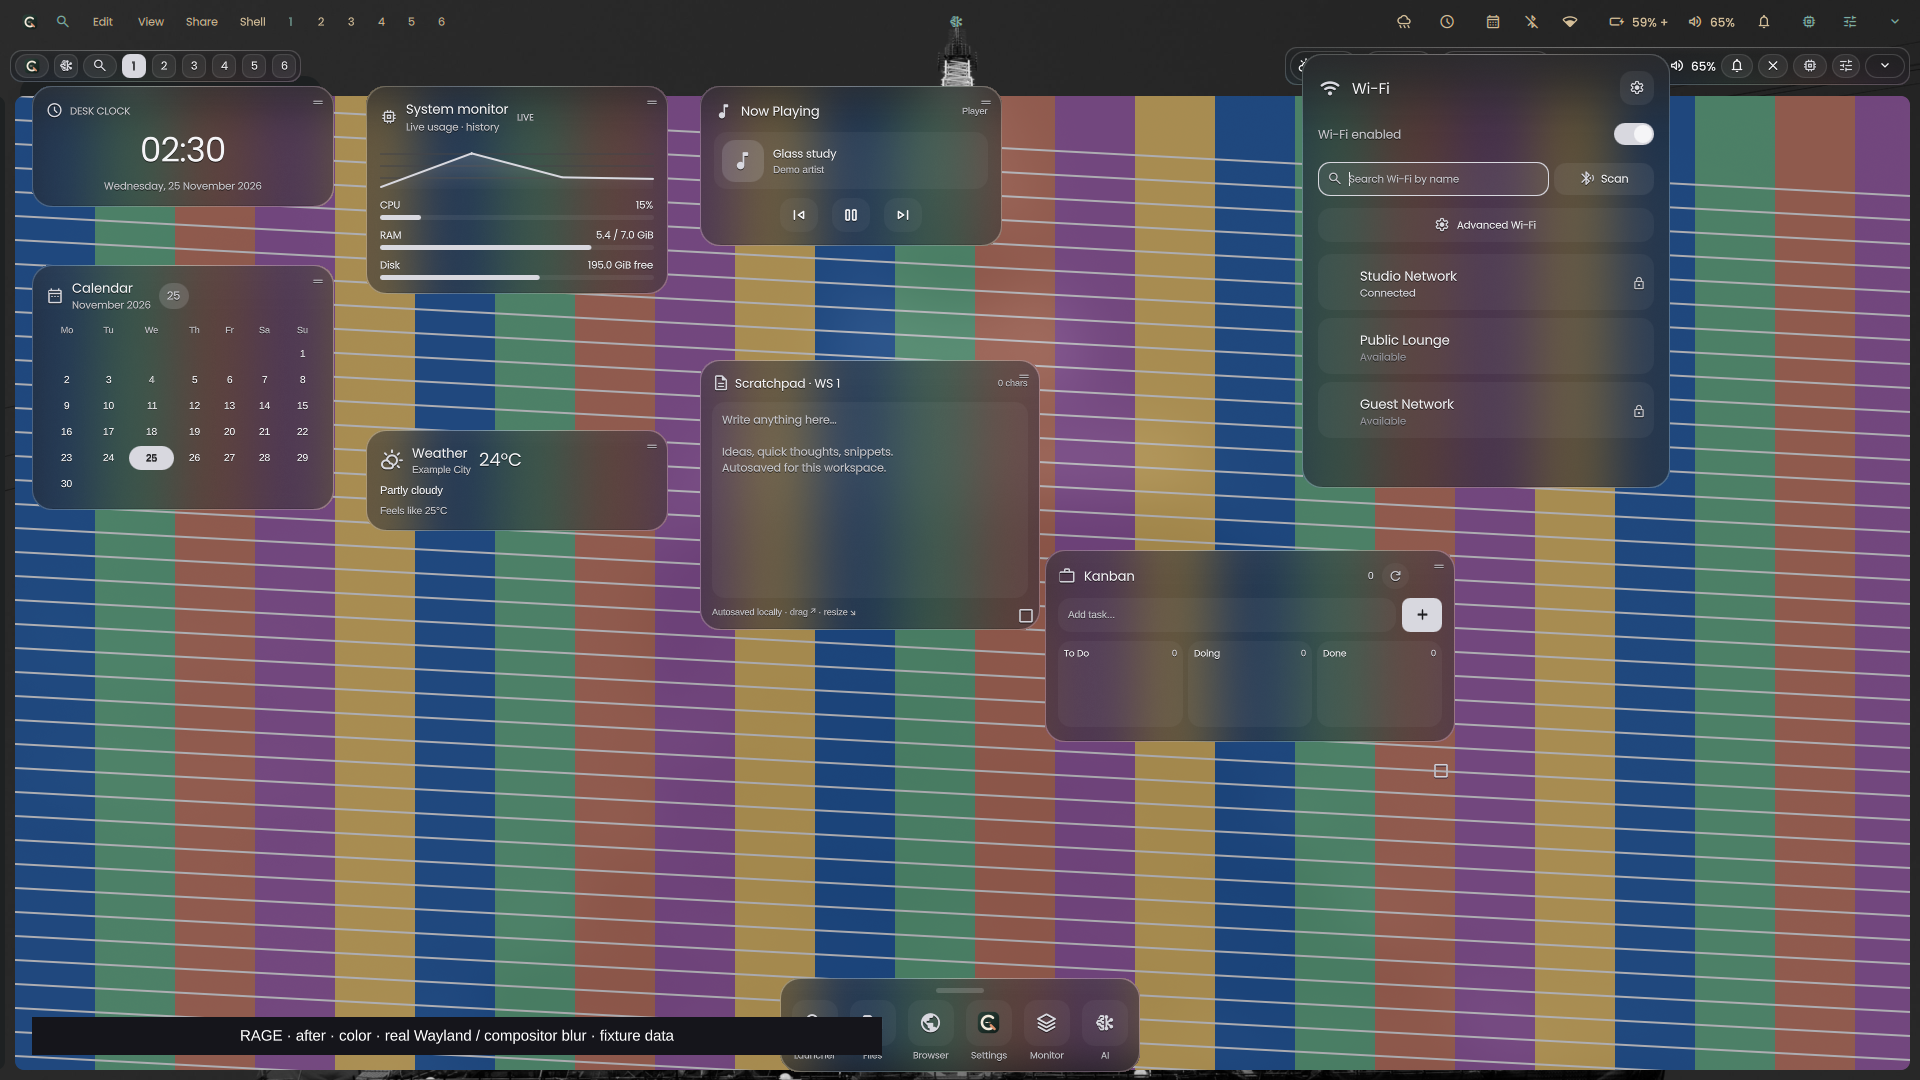 Edit View Share Shell 1 2 3 4 5 6 59% + 65%
1 2 3 4 5 6 65%
DESK CLOCK
02:30
Wednesday, 25 November 2026
Calendar
November 2026 25
Mo Tu We Th Fr Sa Su
1
2 3 4 5 6 7 8
9 10 11 12 13 14 15
16 17 18 19 20 21 22
23 24 25 26 27 28 29
30
System monitor
Live usage · history LIVE
CPU 15%
RAM 5.4 / 7.0 GiB
Disk 195.0 GiB free
Weather
Example City 24°C
Partly cloudy
Feels like 25°C
Now Playing Player
Glass study
Demo artist
Scratchpad · WS 1 0 chars
Write anything here...
Ideas, quick thoughts, snippets.
Autosaved for this workspace.
Autosaved locally · drag ↗ · resize ↘
Kanban 0
Add task... +
To Do 0 Doing 0 Done 0
Wi-Fi
Wi-Fi enabled
Search Wi-Fi by name Scan
Advanced Wi-Fi
Studio Network
Connected
Public Lounge
Available
Guest Network
Available
RAGE · after · color · real Wayland / compositor blur · fixture data
Launcher Files Browser Settings Monitor AI